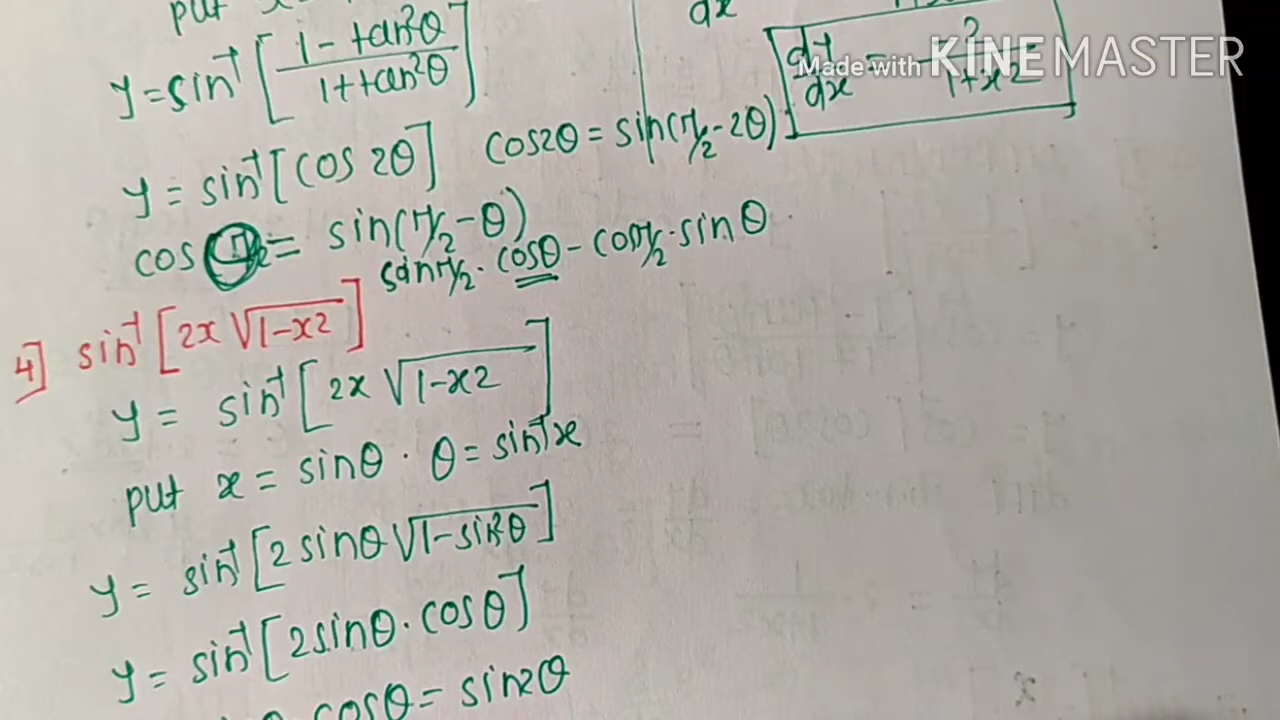 put x
y = sin⁻¹ [ 1 - tan²θ / 1 + tan²θ ]
y = sin⁻¹ [cos 2θ]
cos2θ = sin(π/2 - 2θ)
cos = sin(π/2 - θ)
sin π/2 · cosθ - cos π/2 · sin θ
dx
dy/dx = 2 / 1+x2
Made with KINEMASTER
4] sin⁻¹ [2x √1-x2]
y = sin⁻¹ [2x √1-x2]
put x = sinθ · θ = sin⁻¹x
y = sin⁻¹ [2 sinθ √1-sin²θ]
y = sin⁻¹ [2sinθ · cosθ]
cosθ = sin2θ